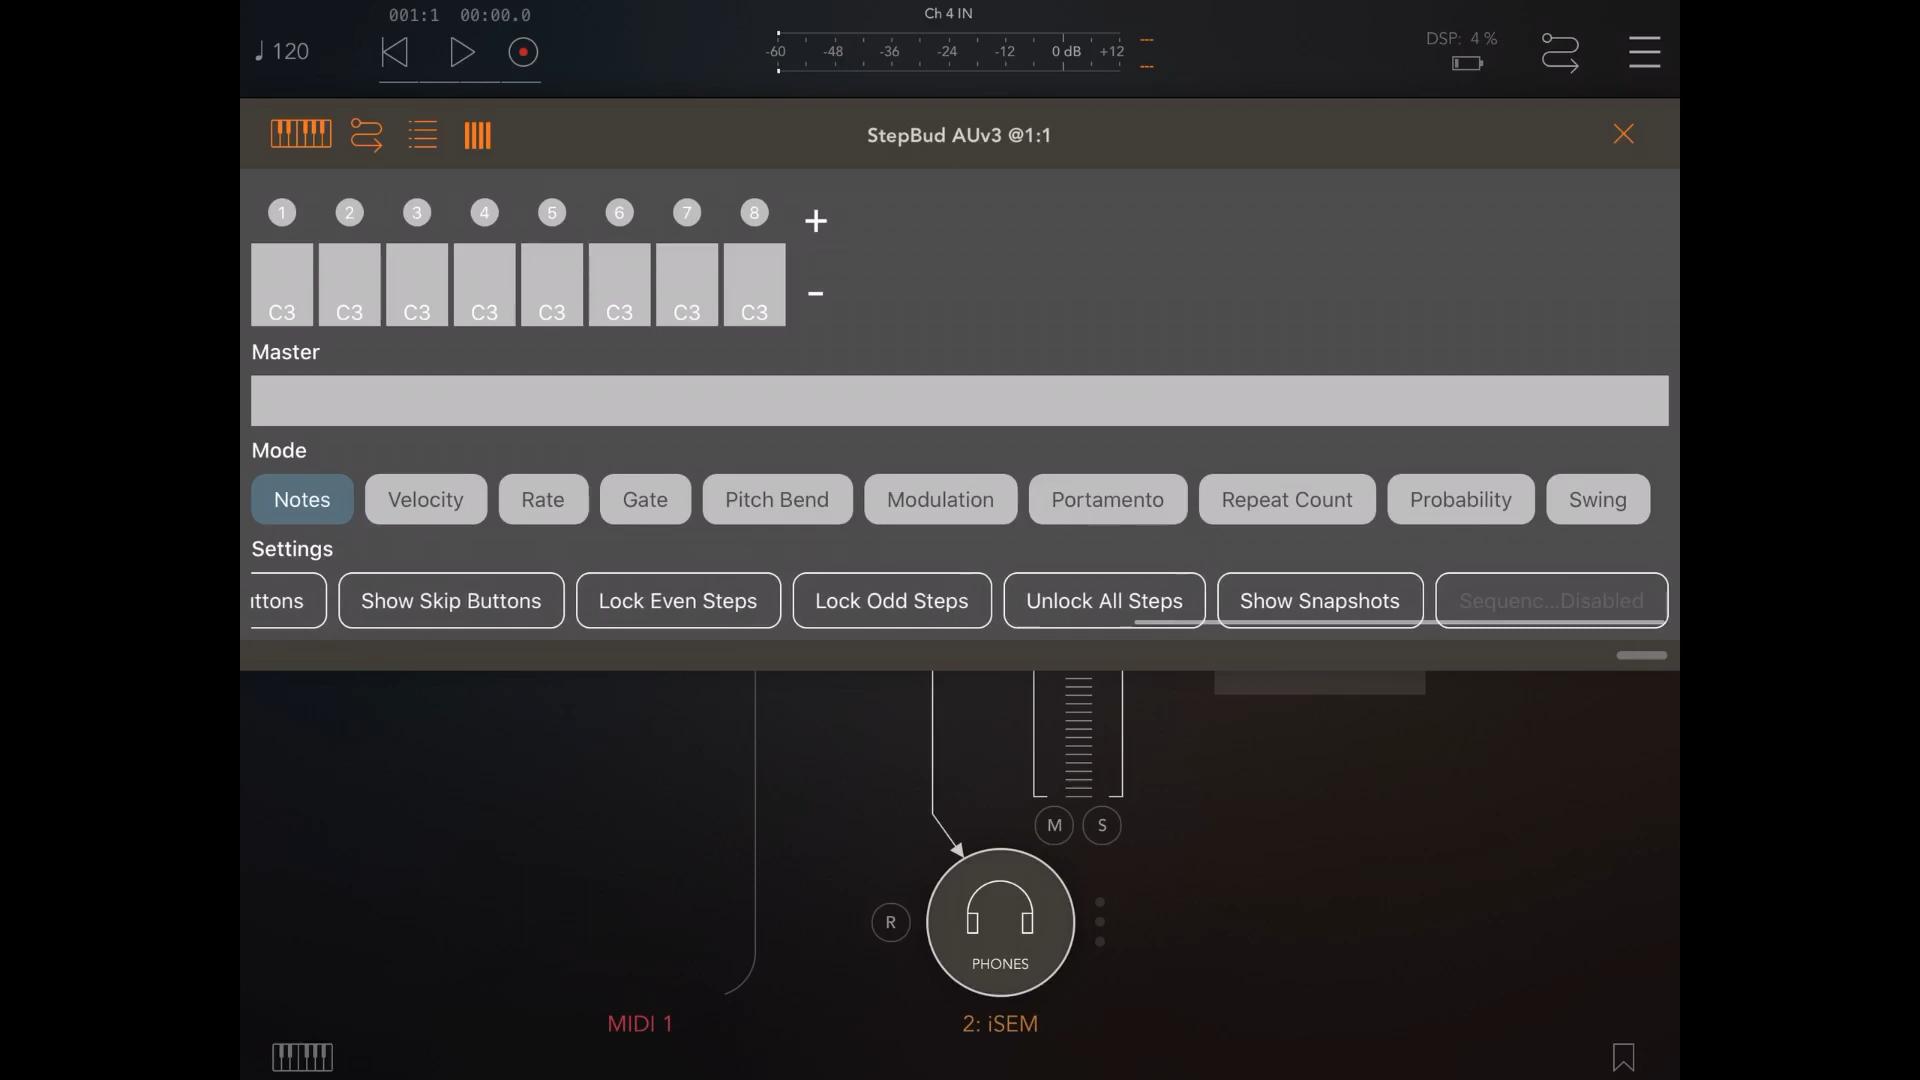 001:1 00:00.0
Ch 4 IN
♩ 120
-60 -48 -36 -24 -12 0 dB +12
DSP: 4 %
StepBud AUv3 @1:1
1 2 3 4 5 6 7 8 +
C3 C3 C3 C3 C3 C3 C3 C3 -
Master
Mode
Notes Velocity Rate Gate Pitch Bend Modulation Portamento Repeat Count Probability Swing
Settings
uttons Show Skip Buttons Lock Even Steps Lock Odd Steps Unlock All Steps Show Snapshots Sequenc...Disabled
M S
R
PHONES
MIDI 1 2: iSEM